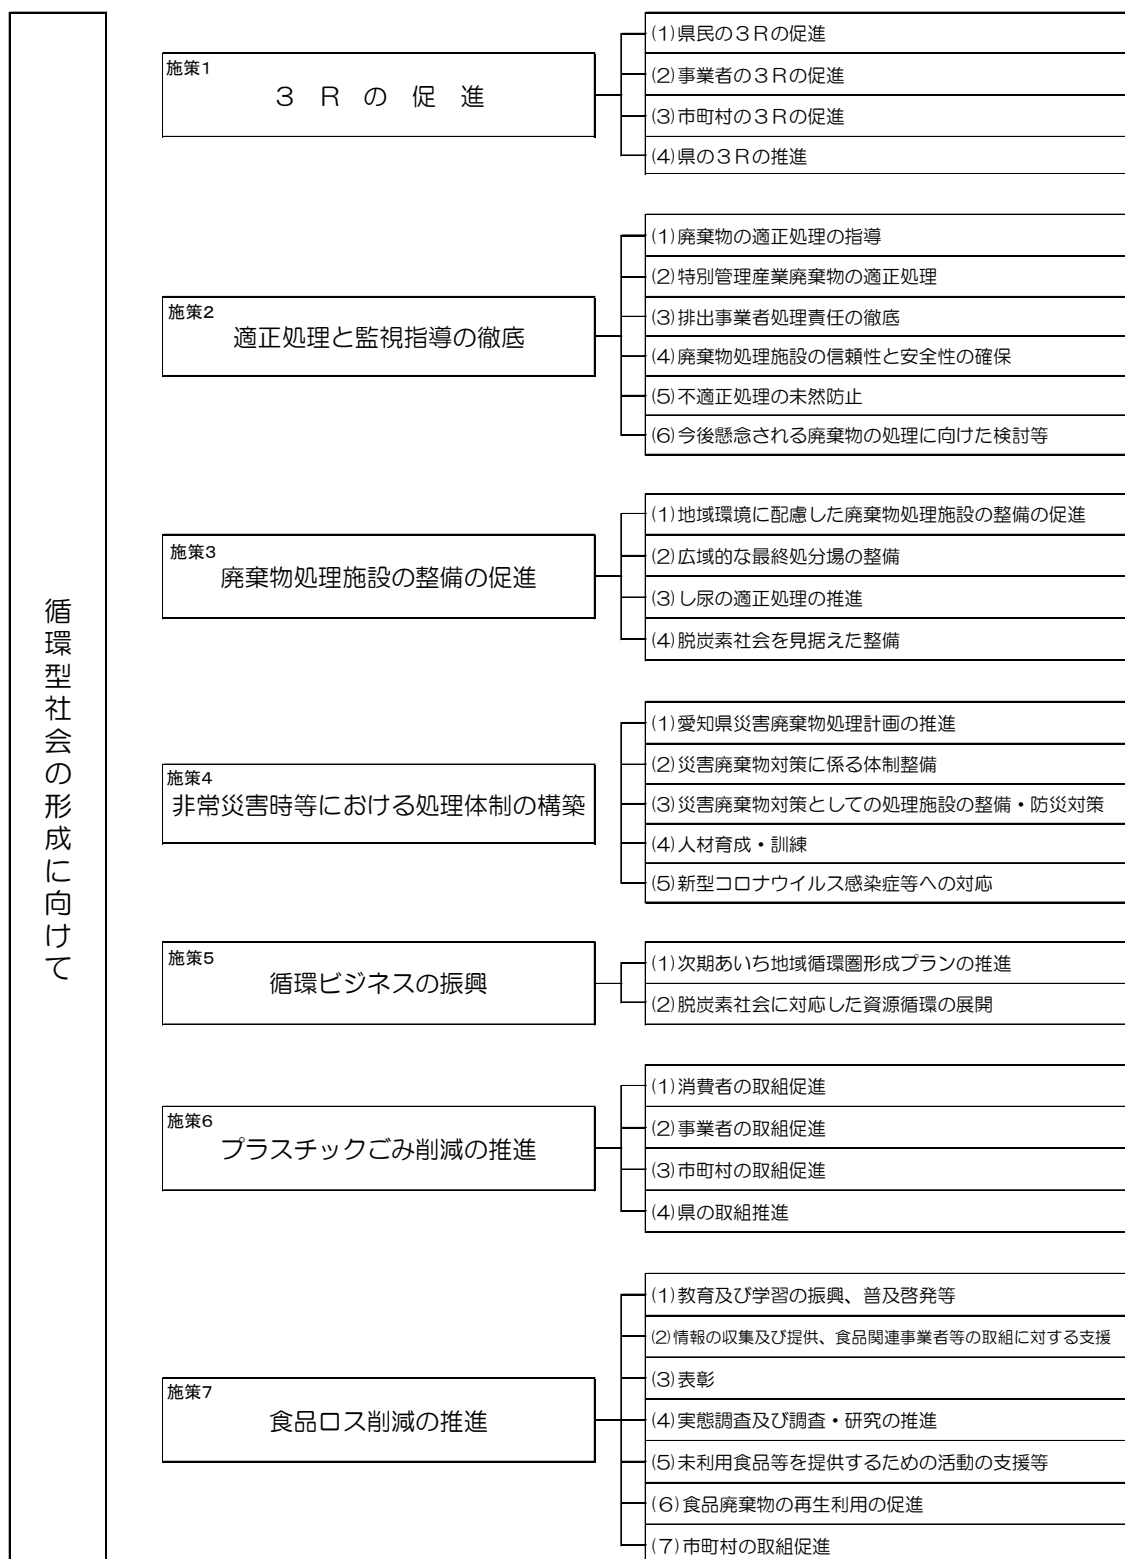 循環型社会の形成に向けて
施策1
３Ｒの促進
(1)県民の３Ｒの促進
(2)事業者の３Ｒの促進
(3)市町村の３Ｒの促進
(4)県の３Ｒの推進
施策2
適正処理と監視指導の徹底
(1)廃棄物の適正処理の指導
(2)特別管理産業廃棄物の適正処理
(3)排出事業者処理責任の徹底
(4)廃棄物処理施設の信頼性と安全性の確保
(5)不適正処理の未然防止
(6)今後懸念される廃棄物の処理に向けた検討等
施策3
廃棄物処理施設の整備の促進
(1)地域環境に配慮した廃棄物処理施設の整備の促進
(2)広域的な最終処分場の整備
(3)し尿の適正処理の推進
(4)脱炭素社会を見据えた整備
施策4
非常災害時等における処理体制の構築
(1)愛知県災害廃棄物処理計画の推進
(2)災害廃棄物対策に係る体制整備
(3)災害廃棄物対策としての処理施設の整備・防災対策
(4)人材育成・訓練
(5)新型コロナウイルス感染症等への対応
施策5
循環ビジネスの振興
(1)次期あいち地域循環圏形成プランの推進
(2)脱炭素社会に対応した資源循環の展開
施策6
プラスチックごみ削減の推進
(1)消費者の取組促進
(2)事業者の取組促進
(3)市町村の取組促進
(4)県の取組推進
施策7
食品ロス削減の推進
(1)教育及び学習の振興、普及啓発等
(2)情報の収集及び提供、食品関連事業者等の取組に対する支援
(3)表彰
(4)実態調査及び調査・研究の推進
(5)未利用食品等を提供するための活動の支援等
(6)食品廃棄物の再生利用の促進
(7)市町村の取組促進